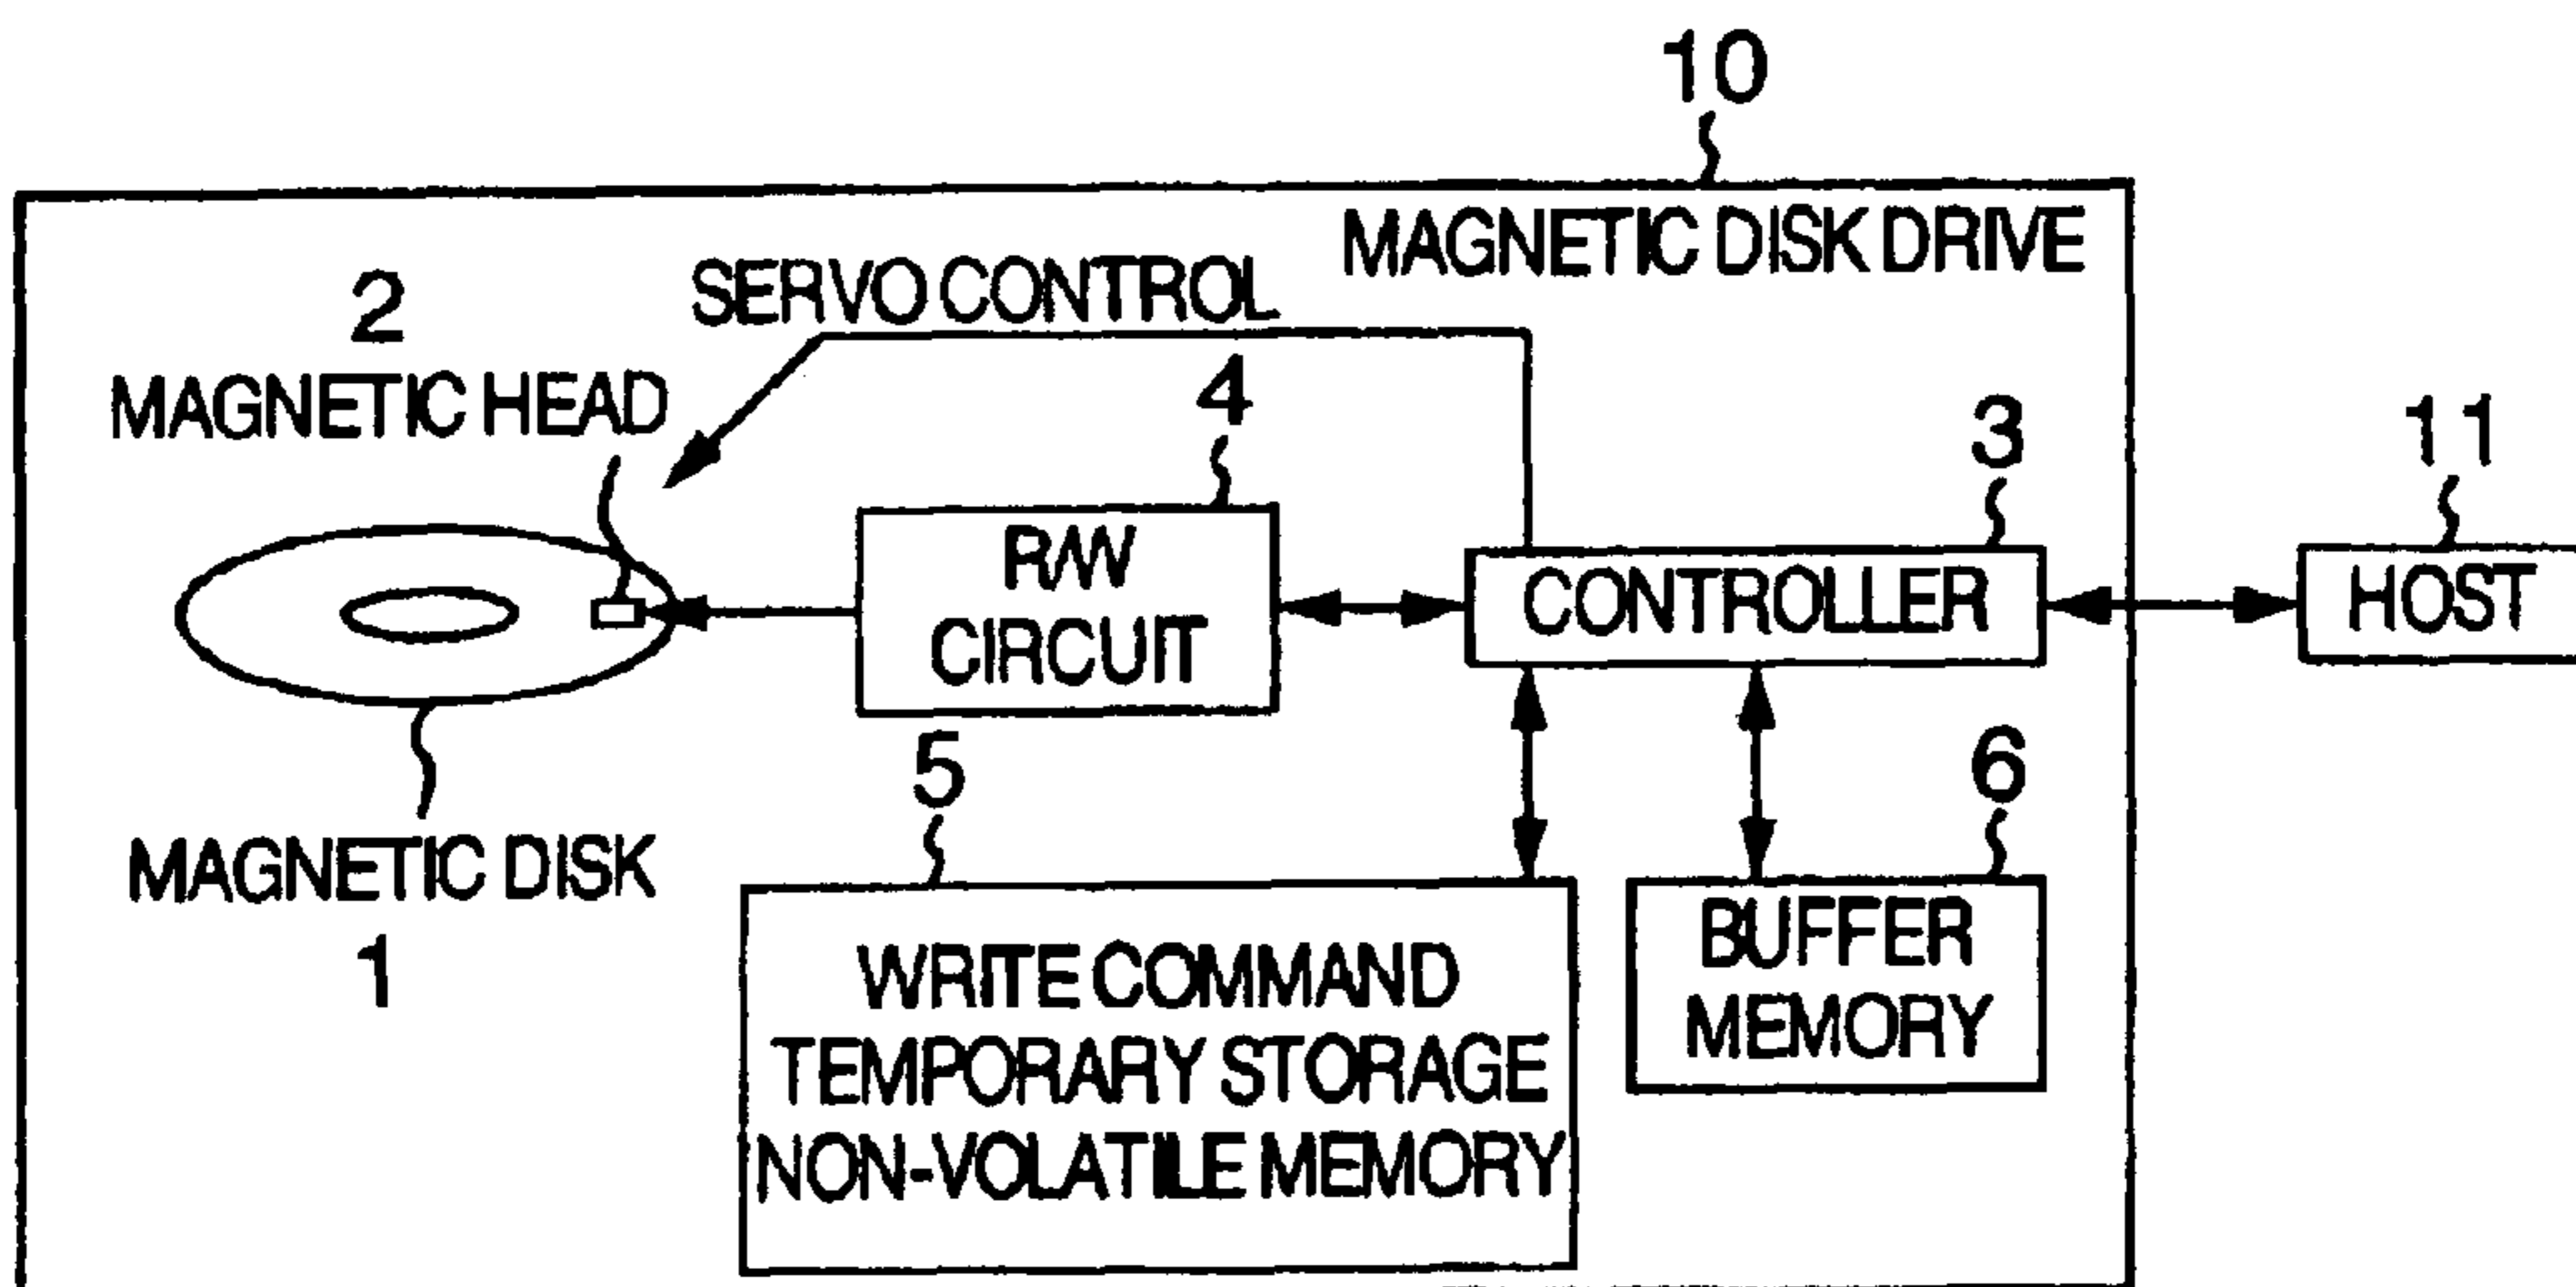 10
MAGNETIC DISK DRIVE
SERVO CONTROL
2
MAGNETIC HEAD
4
3
11
R/W
CIRCUIT
CONTROLLER
HOST
MAGNETIC DISK
1
5
6
WRITE COMMAND
TEMPORARY STORAGE
NON-VOLATILE MEMORY
BUFFER
MEMORY